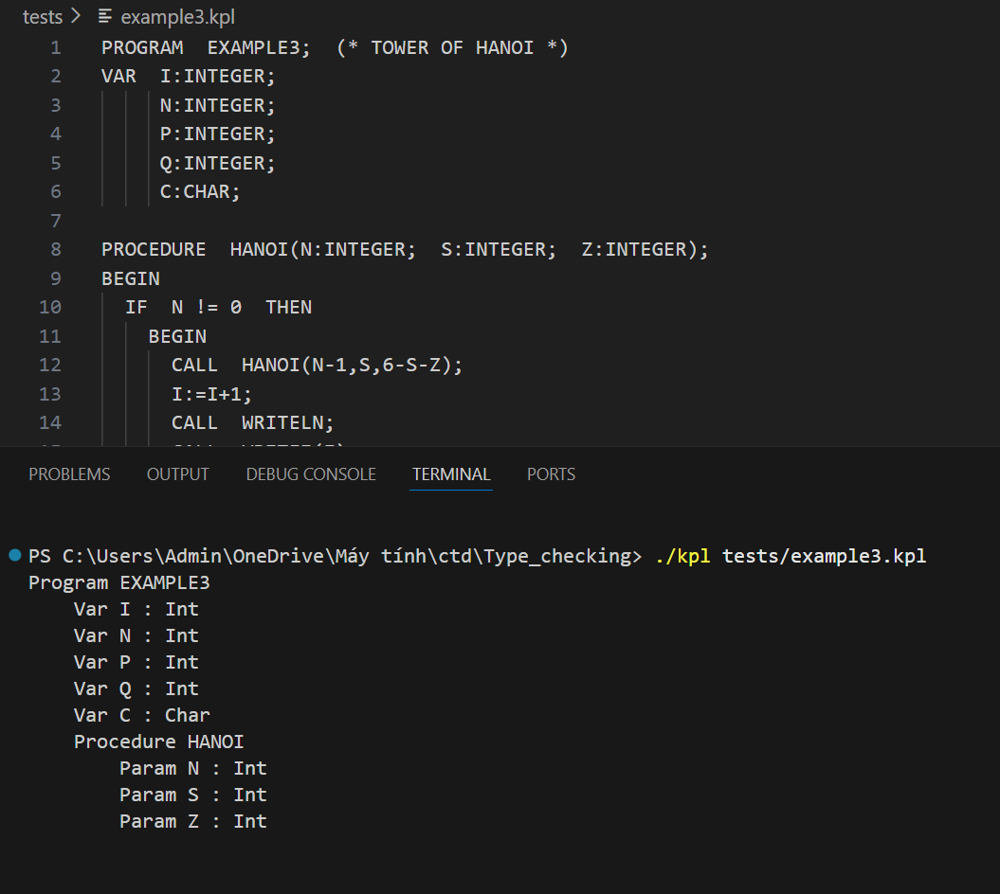 tests > example3.kpl
1 PROGRAM EXAMPLE3; (* TOWER OF HANOI *)
2 VAR I:INTEGER;
3 N:INTEGER;
4 P:INTEGER;
5 Q:INTEGER;
6 C:CHAR;
7
8 PROCEDURE HANOI(N:INTEGER; S:INTEGER; Z:INTEGER);
9 BEGIN
10 IF N != 0 THEN
11 BEGIN
12 CALL HANOI(N-1,S,6-S-Z);
13 I:=I+1;
14 CALL WRITELN;
PROBLEMS OUTPUT DEBUG CONSOLE TERMINAL PORTS
PS C:\Users\Admin\OneDrive\Máy tính\ctd\Type_checking> ./kpl tests/example3.kpl
Program EXAMPLE3
Var I : Int
Var N : Int
Var P : Int
Var Q : Int
Var C : Char
Procedure HANOI
Param N : Int
Param S : Int
Param Z : Int